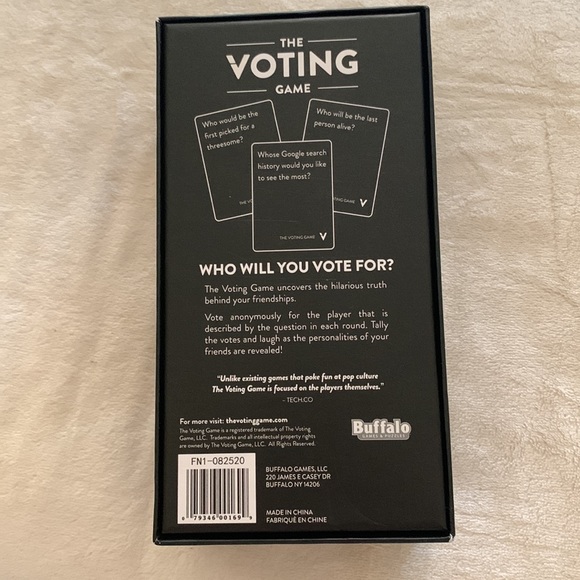 THE
VOTING
GAME
Who would be the
first picked for a
threesome?
Who will be the last
person alive?
Whose Google search
history would you like
to see the most?
THE VO
ING GAME V
THE VOTING GAME V
WHO WILL YOU VOTE FOR?
The Voting Game uncovers the hilarious truth
behind your friendships.
Vote anonymously for the player that is
described by the question in each round. Tally
the votes and laugh as the personalities of your
friends are revealed!
"Unlike existing games that poke fun at pop culture
The Voting Game is focused on the players themselves."
- TECH.CO
For more visit: thevotinggame.com
The Voting Game is a registered trademark of The Voting
Game, LLC. Trademarks and all intellectual property rights
are owned by The Voting Game, LLC. All Rights Reserved.
Buffalo
GAMES & PUZZLES
FN1-082520
0 79346 00169 9
BUFFALO GAMES, LLC
220 JAMES E CASEY DR
BUFFALO NY 14206
MADE IN CHINA
FABRIQUÉ EN CHINE